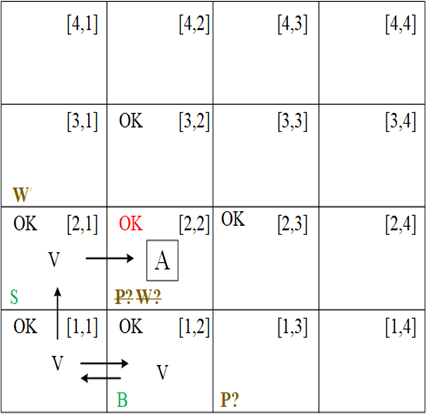 [4,1] [4,2] [4,3] [4,4]
[3,1] OK [3,2] [3,3] [3,4]
W
OK [2,1] OK [2,2] OK [2,3] [2,4]
V A
S P? W?
OK [1,1] OK [1,2] [1,3] [1,4]
V V
B P?